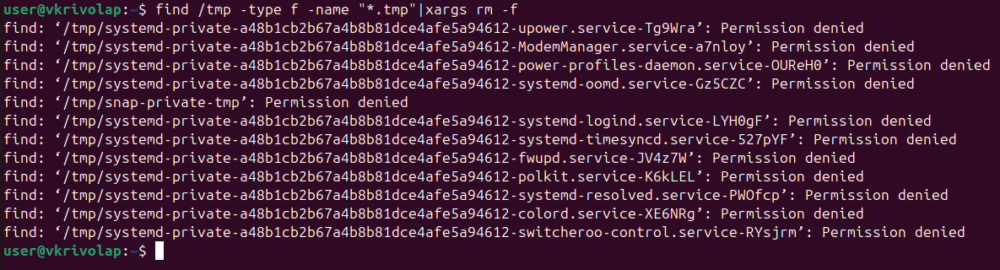 user@vkrivolap:~$ find /tmp -type f -name "*.tmp"|xargs rm -f
find: ‘/tmp/systemd-private-a48b1cb2b67a4b8b81dce4afe5a94612-upower.service-Tg9Wra’: Permission denied
find: ‘/tmp/systemd-private-a48b1cb2b67a4b8b81dce4afe5a94612-ModemManager.service-a7nloy’: Permission denied
find: ‘/tmp/systemd-private-a48b1cb2b67a4b8b81dce4afe5a94612-power-profiles-daemon.service-OUReH0’: Permission denied
find: ‘/tmp/systemd-private-a48b1cb2b67a4b8b81dce4afe5a94612-systemd-oomd.service-Gz5CZC’: Permission denied
find: ‘/tmp/snap-private-tmp’: Permission denied
find: ‘/tmp/systemd-private-a48b1cb2b67a4b8b81dce4afe5a94612-systemd-logind.service-LYH0gF’: Permission denied
find: ‘/tmp/systemd-private-a48b1cb2b67a4b8b81dce4afe5a94612-systemd-timesyncd.service-527pYF’: Permission denied
find: ‘/tmp/systemd-private-a48b1cb2b67a4b8b81dce4afe5a94612-fwupd.service-JV4z7W’: Permission denied
find: ‘/tmp/systemd-private-a48b1cb2b67a4b8b81dce4afe5a94612-polkit.service-K6kLEL’: Permission denied
find: ‘/tmp/systemd-private-a48b1cb2b67a4b8b81dce4afe5a94612-systemd-resolved.service-PWOfcp’: Permission denied
find: ‘/tmp/systemd-private-a48b1cb2b67a4b8b81dce4afe5a94612-colord.service-XE6NRg’: Permission denied
find: ‘/tmp/systemd-private-a48b1cb2b67a4b8b81dce4afe5a94612-switcheroo-control.service-RYsjrm’: Permission denied
user@vkrivolap:~$